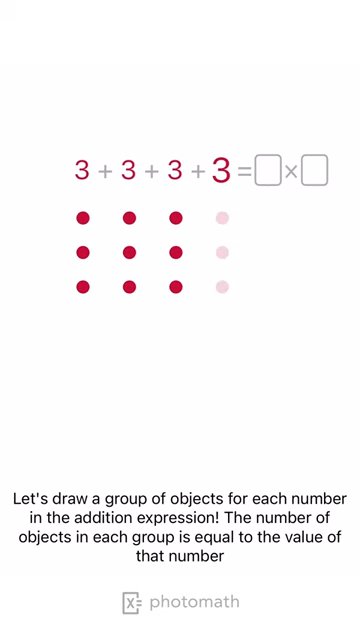 3 + 3 + 3 + 3 = □ × □
Let's draw a group of objects for each number
in the addition expression! The number of
objects in each group is equal to the value of
that number
photomath